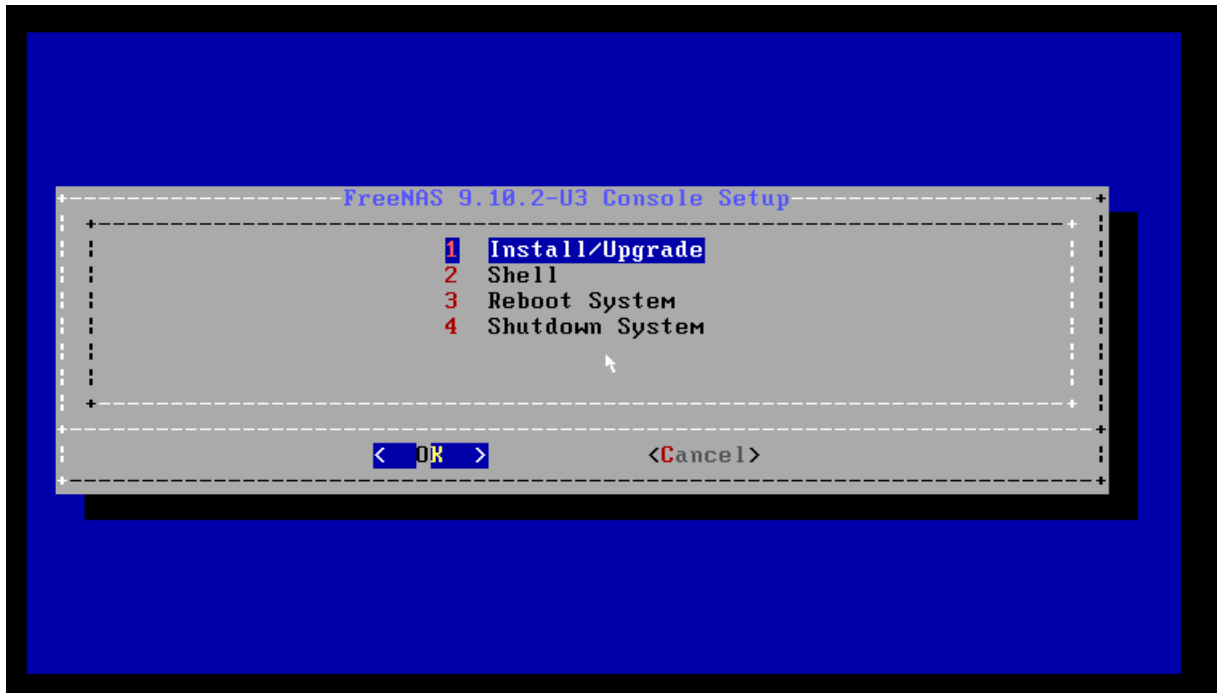 FreeNAS 9.10.2-U3 Console Setup
1 Install/Upgrade
2 Shell
3 Reboot System
4 Shutdown System
< OK > <Cancel>